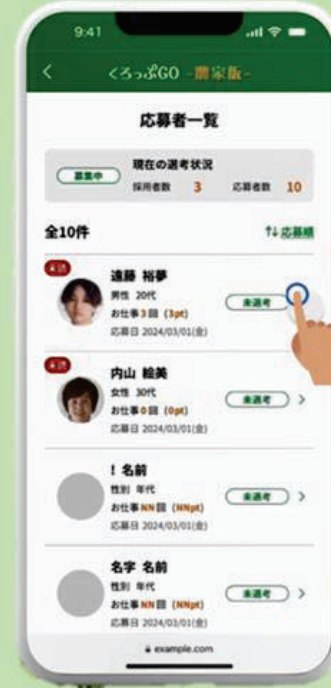 9:41
くろっぷGO -農家版-
応募者一覧
募集中
現在の選考状況
採用者数 3 応募者数 10
全10件
↑↓応募順
未読
遠藤 裕夢
男性 20代
お仕事3回 (3pt)
応募日 2024/03/01(金)
未選考
未読
内山 絵美
女性 30代
お仕事0回 (0pt)
応募日 2024/03/01(金)
未選考
! 名前
性別 年代
お仕事NN回 (NNpt)
応募日 2024/03/01(金)
未選考
名字 名前
性別 年代
お仕事NN回 (NNpt)
応募日 2024/03/01(金)
未選考
example.com